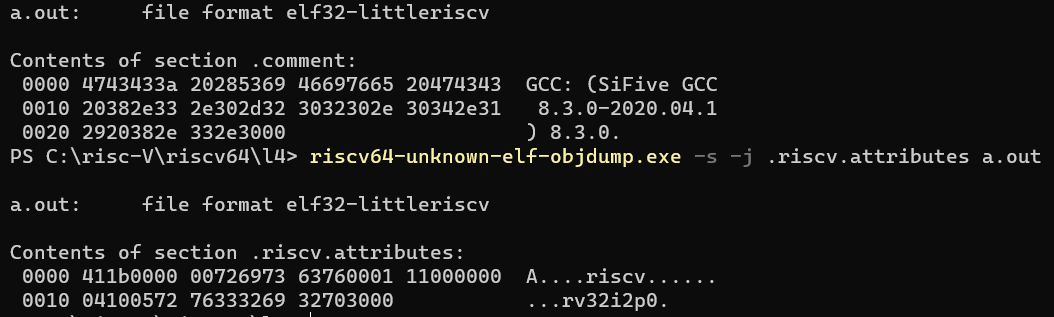 a.out:     file format elf32-littleriscv
Contents of section .comment:
 0000 4743433a 20285369 46697665 20474343  GCC: (SiFive GCC
 0010 20382e33 2e302d32 3032302e 30342e31   8.3.0-2020.04.1
 0020 2920382e 332e3000                    ) 8.3.0.
PS C:\risc-V\riscv64\l4> riscv64-unknown-elf-objdump.exe -s -j .riscv.attributes a.out
a.out:     file format elf32-littleriscv
Contents of section .riscv.attributes:
 0000 411b0000 00726973 63760001 11000000  A....riscv......
 0010 04100572 76333269 32703000           ...rv32i2p0.